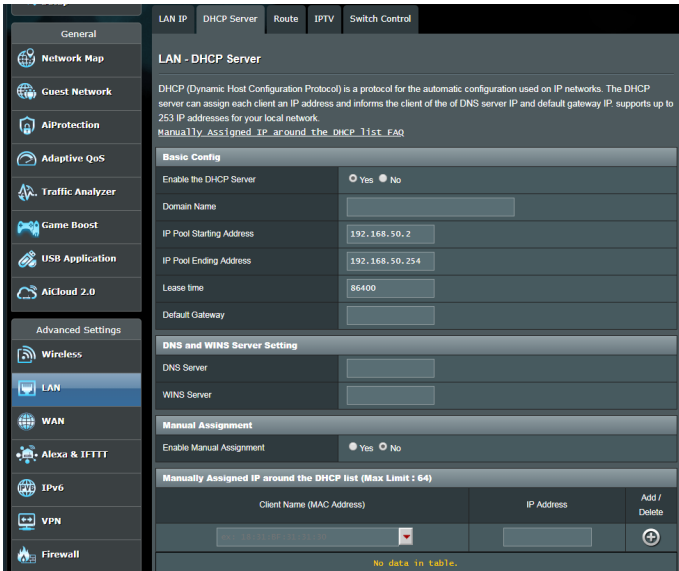 General
Network Map
Guest Network
AiProtection
Adaptive QoS
Traffic Analyzer
Game Boost
USB Application
AiCloud 2.0
Advanced Settings
Wireless
LAN
WAN
Alexa & IFTTT
IPv6
VPN
Firewall
LAN IP DHCP Server Route IPTV Switch Control
LAN - DHCP Server
DHCP (Dynamic Host Configuration Protocol) is a protocol for the automatic configuration used on IP networks. The DHCP
server can assign each client an IP address and informs the client of the of DNS server IP and default gateway IP. supports up to
253 IP addresses for your local network.
Manually Assigned IP around the DHCP list FAQ
Basic Config
Enable the DHCP Server Yes No
Domain Name
IP Pool Starting Address 192.168.50.2
IP Pool Ending Address 192.168.50.254
Lease time 86400
Default Gateway
DNS and WINS Server Setting
DNS Server
WINS Server
Manual Assignment
Enable Manual Assignment Yes No
Manually Assigned IP around the DHCP list (Max Limit : 64)
Client Name (MAC Address) IP Address Add /
Delete
No data in table.